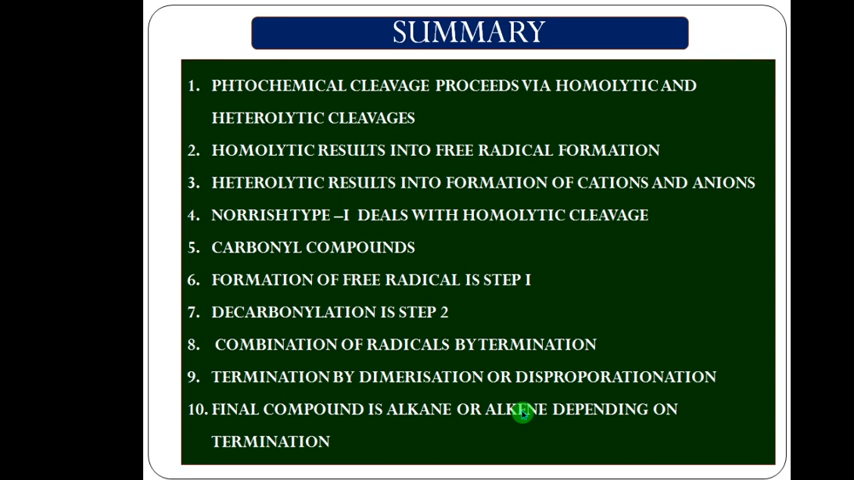 SUMMARY
1. PHTOCHEMICAL CLEAVAGE PROCEEDS VIA HOMOLYTIC AND
HETEROLYTIC CLEAVAGES
2. HOMOLYTIC RESULTS INTO FREE RADICAL FORMATION
3. HETEROLYTIC RESULTS INTO FORMATION OF CATIONS AND ANIONS
4. NORRISH TYPE –I DEALS WITH HOMOLYTIC CLEAVAGE
5. CARBONYL COMPOUNDS
6. FORMATION OF FREE RADICAL IS STEP I
7. DECARBONYLATION IS STEP 2
8. COMBINATION OF RADICALS BY TERMINATION
9. TERMINATION BY DIMERISATION OR DISPROPORATIONATION
10. FINAL COMPOUND IS ALKANE OR ALKENE DEPENDING ON
TERMINATION